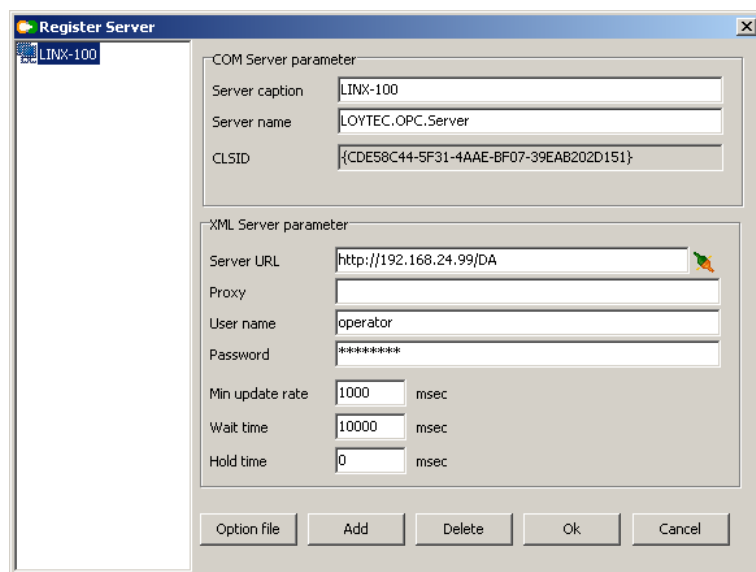 Register Server
LINX-100
COM Server parameter
Server caption LINX-100
Server name LOYTEC.OPC.Server
CLSID {CDE58C44-5F31-4AAE-BF07-39EAB202D151}
XML Server parameter
Server URL http://192.168.24.99/DA
Proxy
User name operator
Password ********
Min update rate 1000 msec
Wait time 10000 msec
Hold time 0 msec
Option file Add Delete Ok Cancel